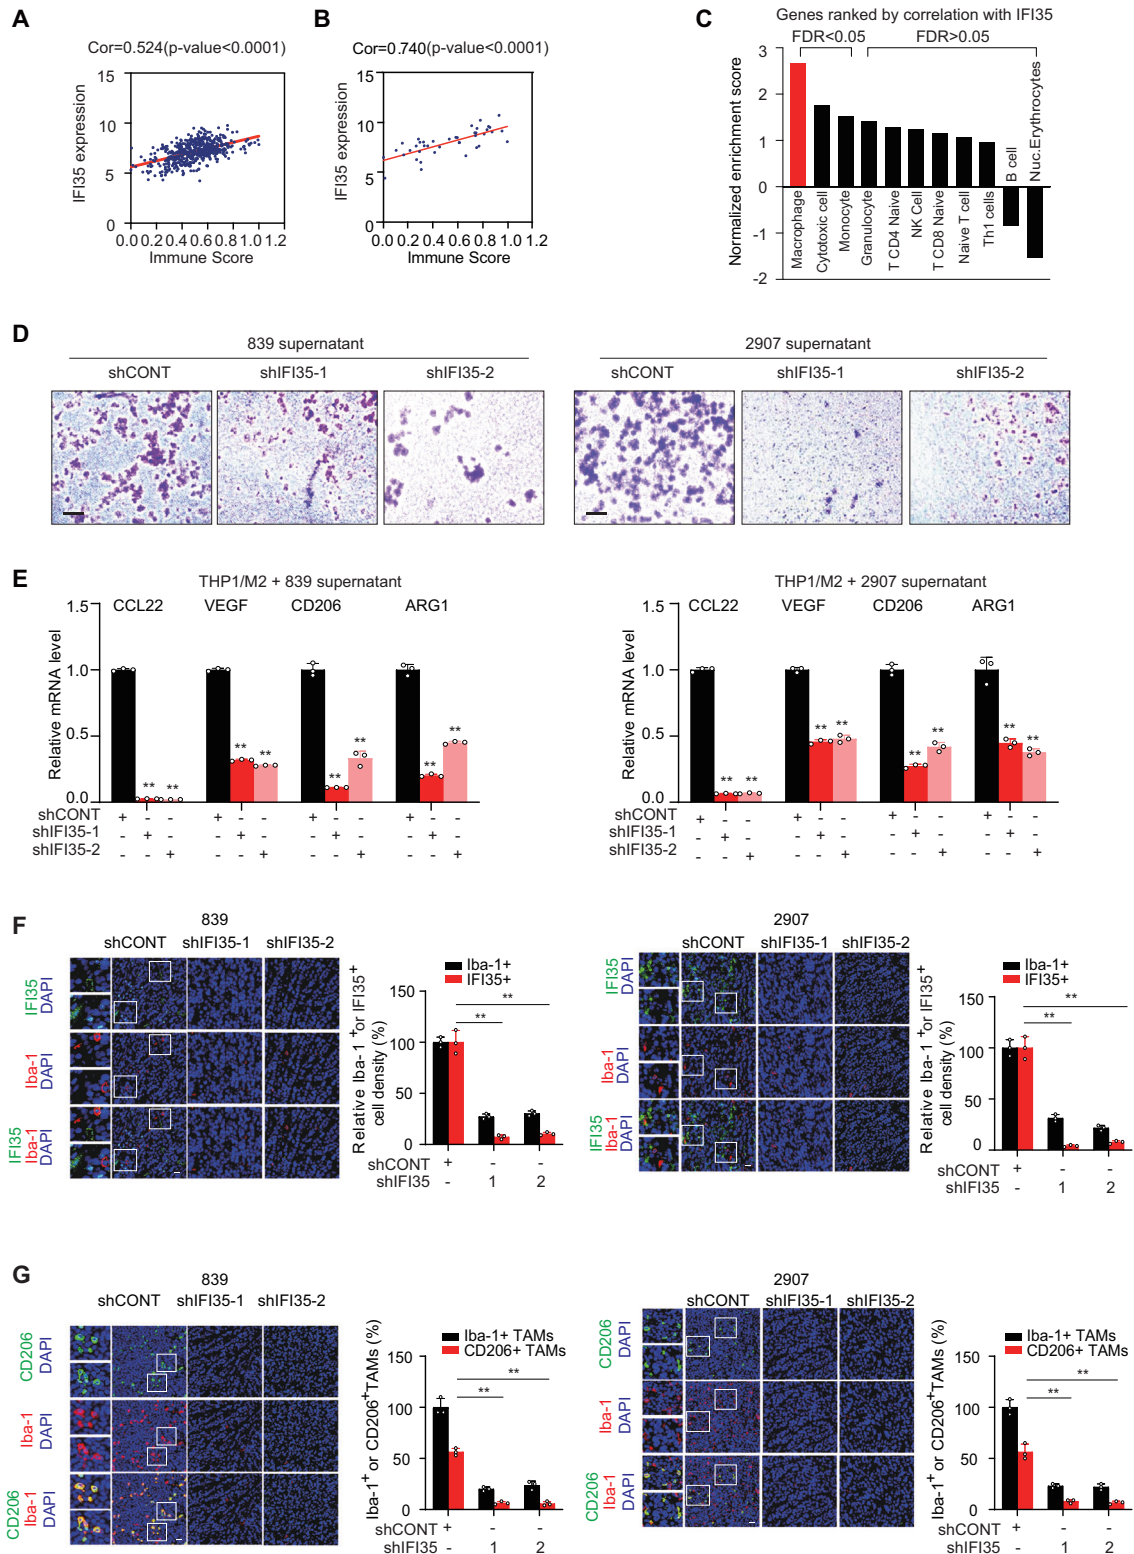 A
Cor=0.524(p-value<0.0001)
IFI35 expression
15
10
5
0
0.0 0.2 0.4 0.6 0.8 1.0 1.2
Immune Score
B
Cor=0.740(p-value<0.0001)
IFI35 expression
15
10
5
0
0.0 0.2 0.4 0.6 0.8 1.0 1.2
Immune Score
C
Genes ranked by correlation with IFI35
FDR<0.05
FDR>0.05
Normalized enrichment score
3
2
1
0
-1
-2
Macrophage
Cytotoxic cell
Monocyte
Granulocyte
T CD4 Naive
NK Cell
T CD8 Naive
Naive T cell
Th1 cells
B cell
Nuc.Erythrocytes
D
839 supernatant
shCONT shIFI35-1 shIFI35-2
2907 supernatant
shCONT shIFI35-1 shIFI35-2
E
THP1/M2 + 839 supernatant
Relative mRNA level
1.5
1.0
0.5
0.0
CCL22 VEGF CD206 ARG1
** ** ** ** ** ** ** **
shCONT + - + - + - + -
shIFI35-1 - + - + - + - +
shIFI35-2 - + - + - + - +
THP1/M2 + 2907 supernatant
Relative mRNA level
1.5
1.0
0.5
0.0
CCL22 VEGF CD206 ARG1
** ** ** ** ** ** ** **
shCONT + - + - + - + -
shIFI35-1 - + - + - + - +
shIFI35-2 - + - + - + - +
F
839
shCONT shIFI35-1 shIFI35-2
IFI35
DAPI
Iba-1
DAPI
IFI35
Iba-1
DAPI
Relative Iba-1+or IFI35+
cell density (%)
Iba-1+
IFI35+
150
100
50
0
**
**
shCONT + - -
shIFI35 - 1 2
2907
shCONT shIFI35-1 shIFI35-2
IFI35
DAPI
Iba-1
DAPI
IFI35
Iba-1
DAPI
Relative Iba-1+or IFI35+
cell density (%)
Iba-1+
IFI35+
150
100
50
0
**
**
shCONT + - -
shIFI35 - 1 2
G
839
shCONT shIFI35-1 shIFI35-2
CD206
DAPI
Iba-1
DAPI
CD206
Iba-1
DAPI
Iba-1+ or CD206+TAMs (%)
Iba-1+ TAMs
CD206+ TAMs
150
100
50
0
**
**
shCONT + - -
shIFI35 - 1 2
2907
shCONT shIFI35-1 shIFI35-2
CD206
DAPI
Iba-1
DAPI
CD206
Iba-1
DAPI
Iba-1+ or CD206+TAMs (%)
Iba-1+ TAMs
CD206+ TAMs
150
100
50
0
**
**
shCONT + - -
shIFI35 - 1 2